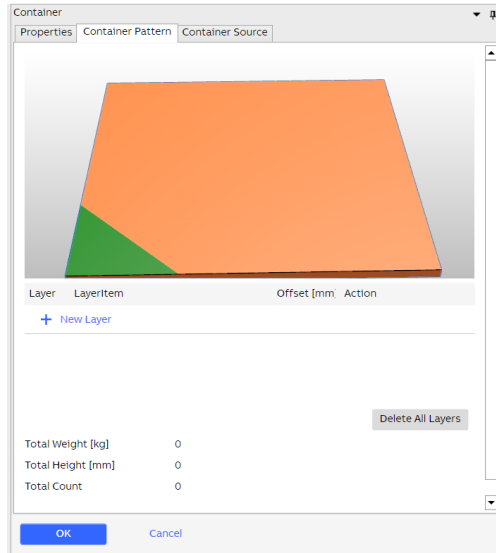 Container
Properties Container Pattern Container Source
Layer LayerItem Offset [mm] Action
+ New Layer
Delete All Layers
Total Weight [kg] 0
Total Height [mm] 0
Total Count 0
OK Cancel